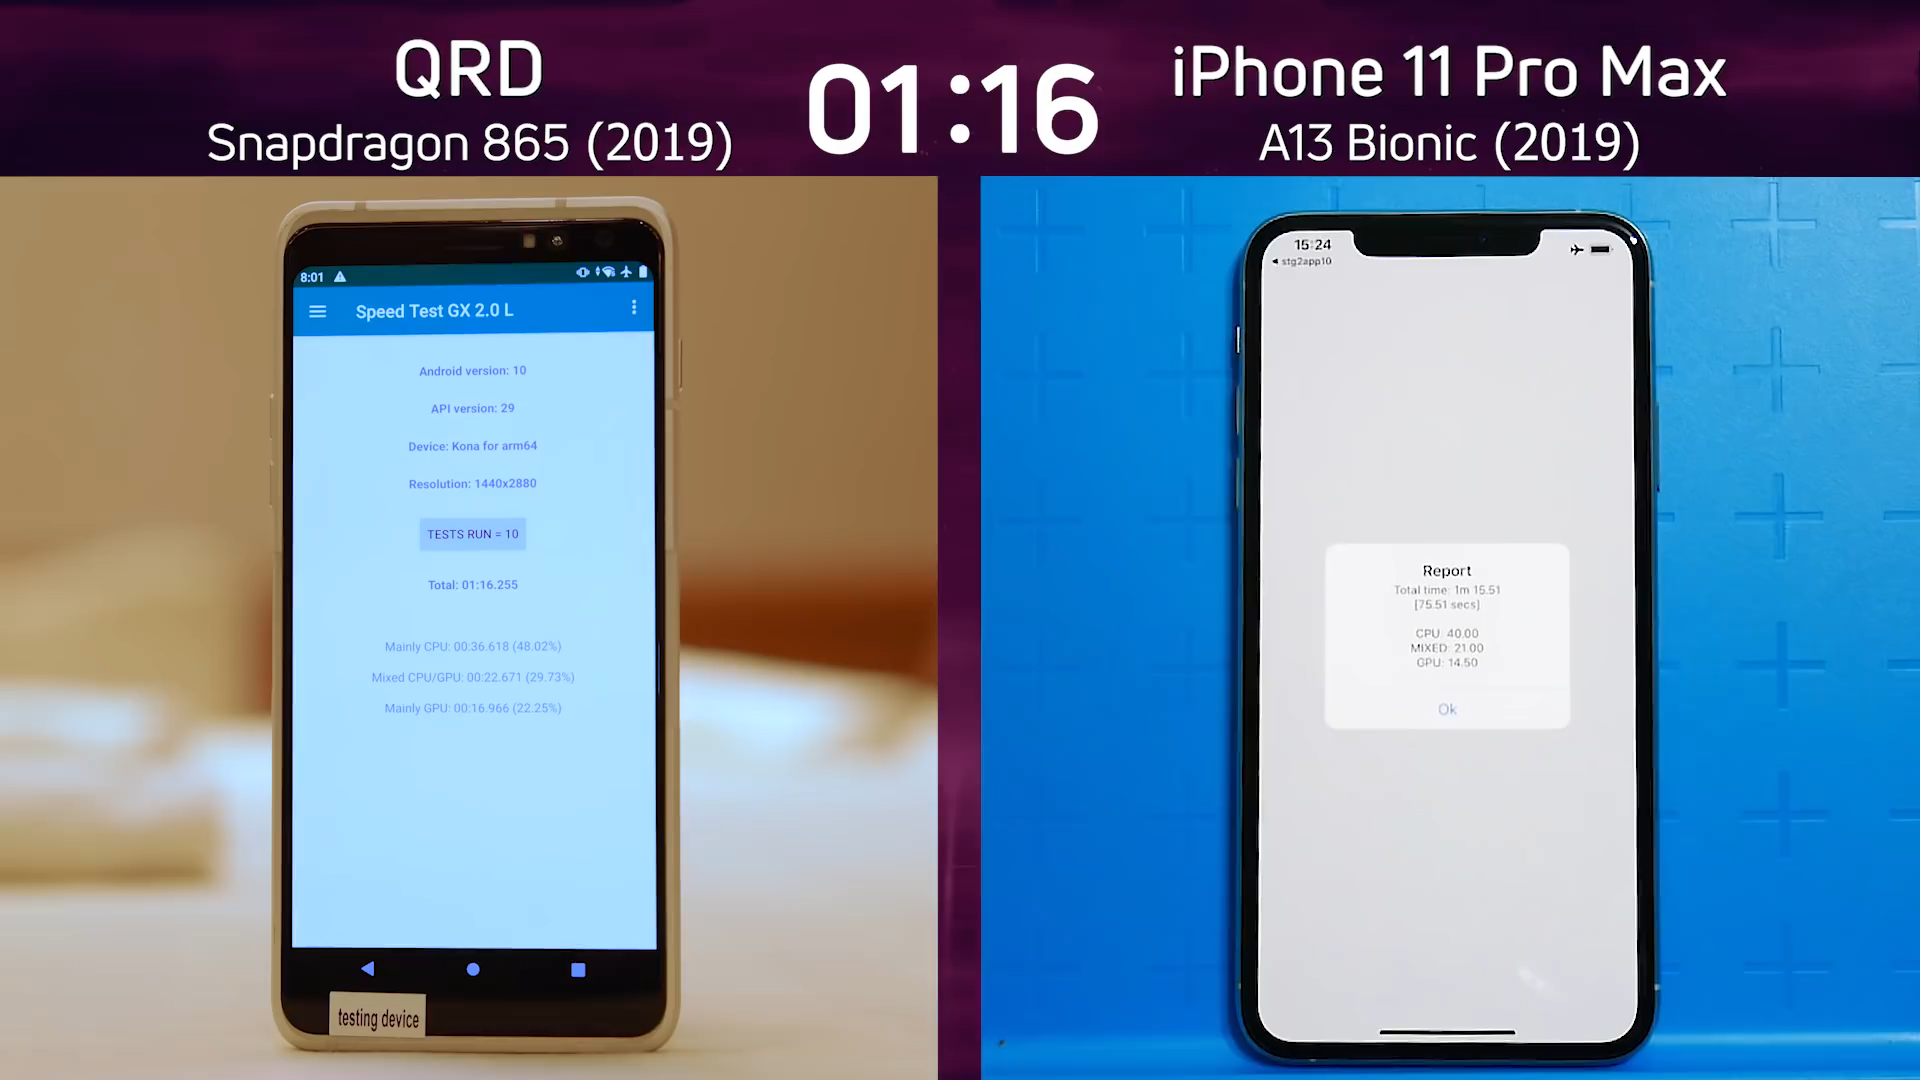 QRD
Snapdragon 865 (2019)
01:16
iPhone 11 Pro Max
A13 Bionic (2019)
8:01
Speed Test GX 2.0 L
Android version: 10
API version: 29
Device: Kona for arm64
Resolution: 1440x2880
TESTS RUN = 10
Total: 01:16.255
Mainly CPU: 00:36.618 (48.02%)
Mixed CPU/GPU: 00:22.671 (29.73%)
Mainly GPU: 00:16.966 (22.25%)
testing device
15:24
stg2app10
Report
Total time: 1m 15.51
[75.51 secs]
CPU: 40.00
MIXED: 21.00
GPU: 14.50
Ok